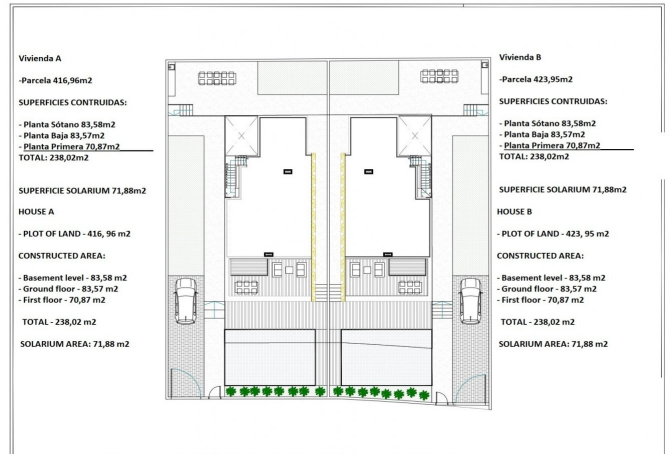 Vivienda A
-Parcela 416,96m2
SUPERFICIES CONTRUIDAS:
- Planta Sótano 83,58m2
- Planta Baja 83,57m2
- Planta Primera 70,87m2
TOTAL: 238,02m2
SUPERFICIE SOLARIUM 71,88m2
HOUSE A
- PLOT OF LAND - 416, 96 m2
CONSTRUCTED AREA:
- Basement level - 83,58 m2
- Ground floor - 83,57 m2
- First floor - 70,87 m2
TOTAL - 238,02 m2
SOLARIUM AREA: 71,88 m2
Vivienda B
-Parcela 423,95m2
SUPERFICIES CONTRUIDAS:
- Planta Sótano 83,58m2
- Planta Baja 83,57m2
- Planta Primera 70,87m2
TOTAL: 238,02m2
SUPERFICIE SOLARIUM 71,88m2
HOUSE B
- PLOT OF LAND - 423, 95 m2
CONSTRUCTED AREA:
- Basement level - 83,58 m2
- Ground floor - 83,57 m2
- First floor - 70,87 m2
TOTAL - 238,02 m2
SOLARIUM AREA: 71,88 m2